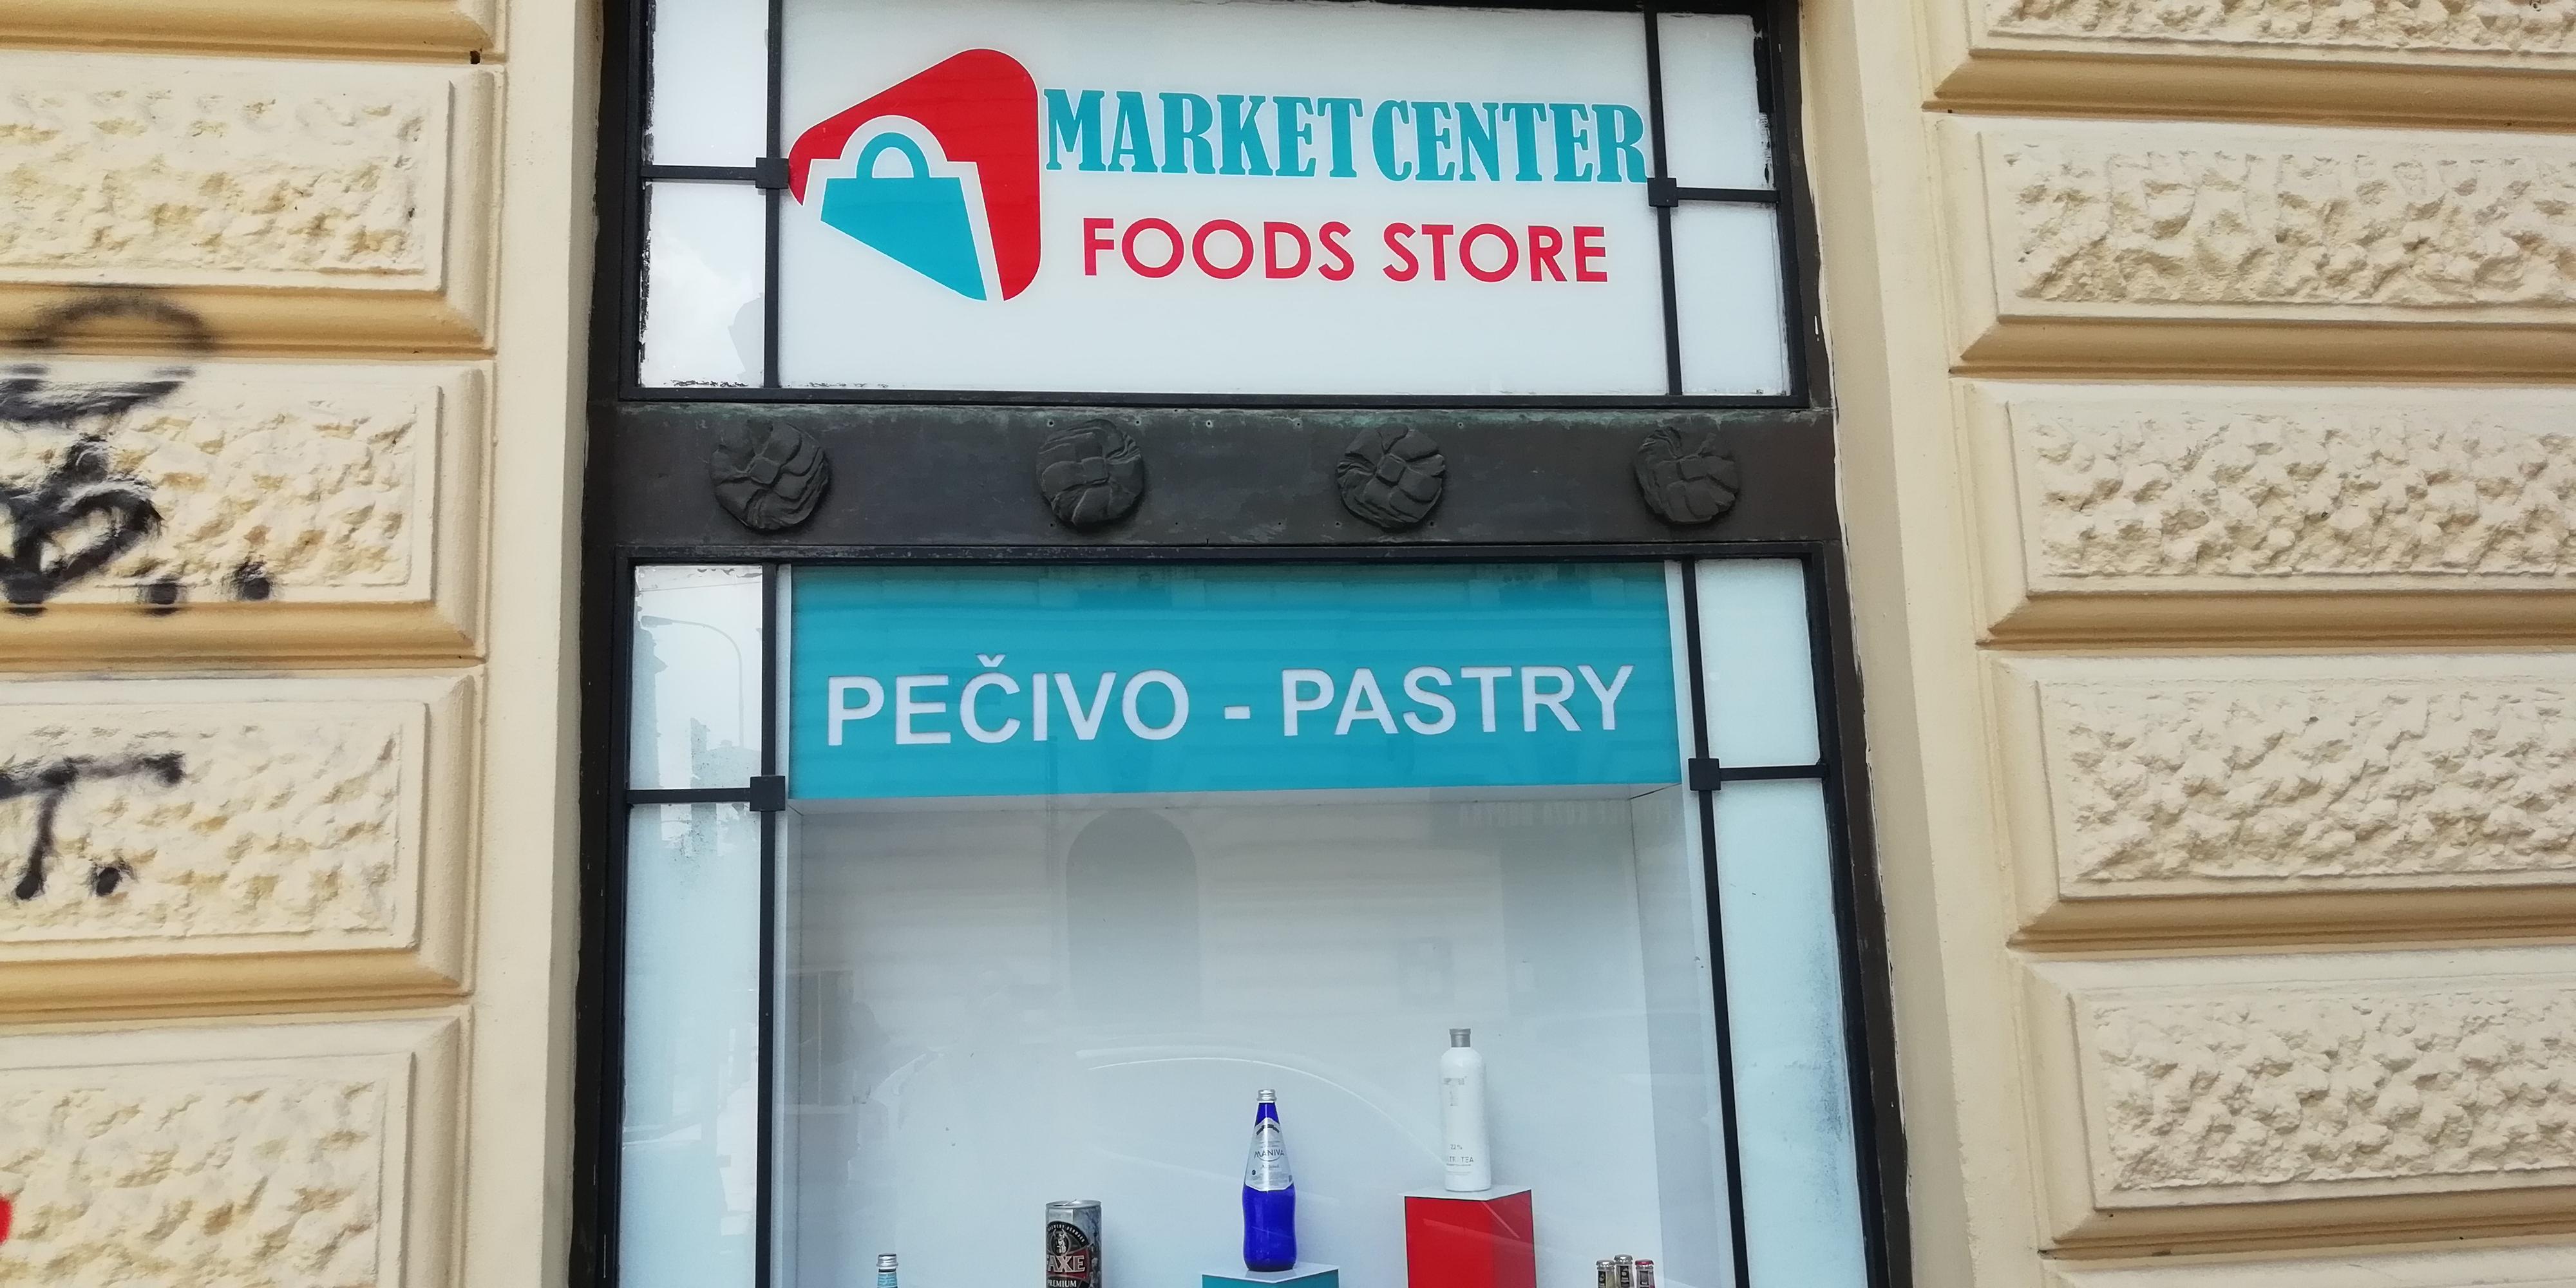 MARKET CENTER
FOODS STORE
PEČIVO - PASTRY
MANIVA
FAXE
PREMIUM
T.